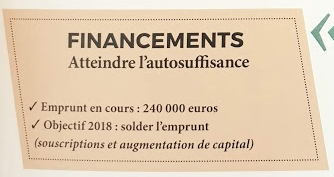 FINANCEMENTS
Atteindre l'autosuffisance
✓ Emprunt en cours : 240 000 euros
✓ Objectif 2018 : solder l'emprunt
(souscriptions et augmentation de capital)